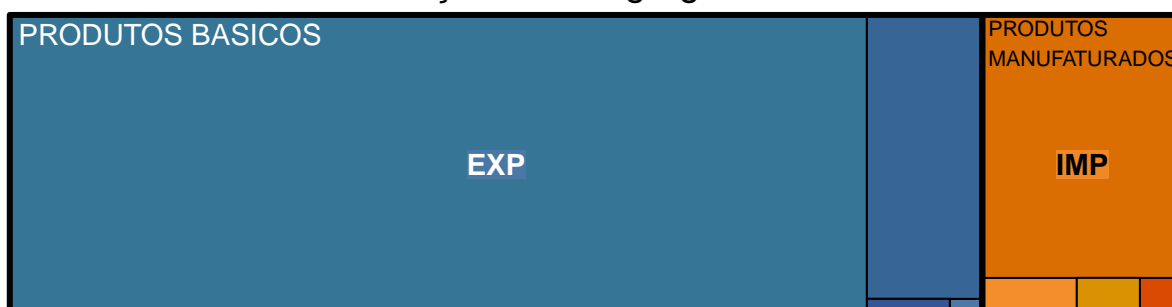 PRODUTOS BASICOS
PRODUTOS
MANUFATURADOS
EXP
IMP